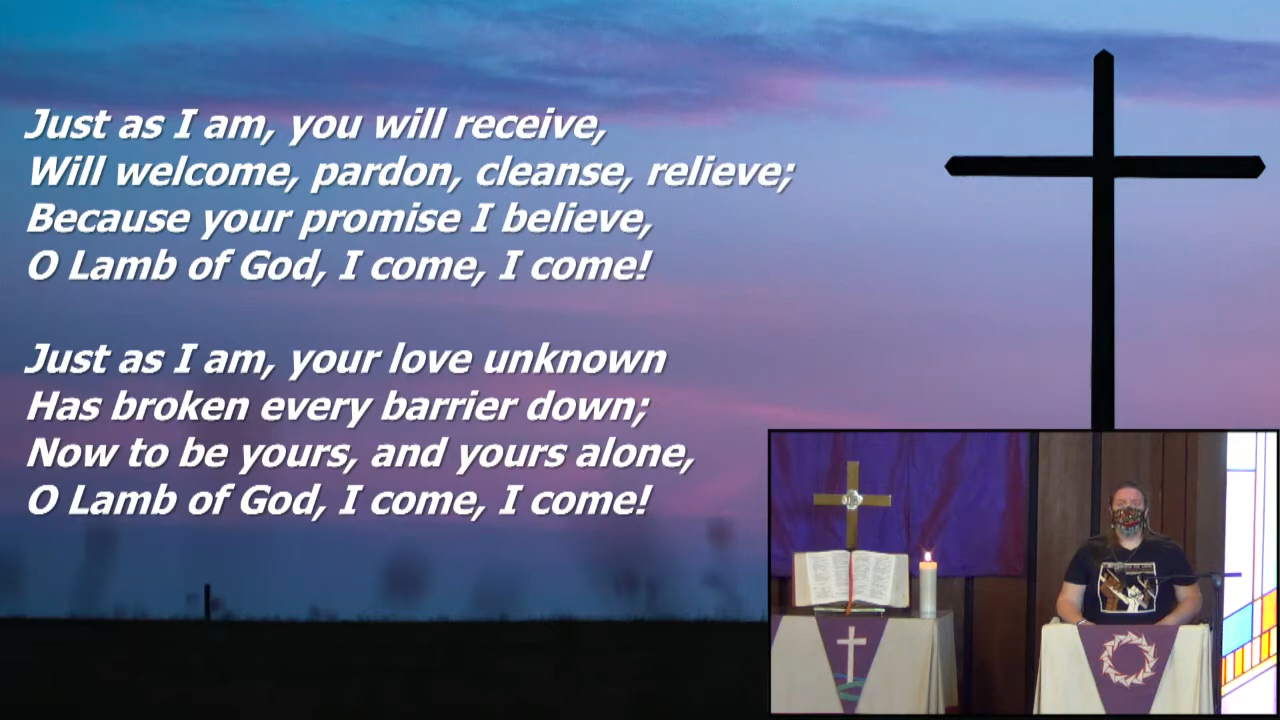 Just as I am, you will receive,
Will welcome, pardon, cleanse, relieve;
Because your promise I believe,
O Lamb of God, I come, I come!
Just as I am, your love unknown
Has broken every barrier down;
Now to be yours, and yours alone,
O Lamb of God, I come, I come!